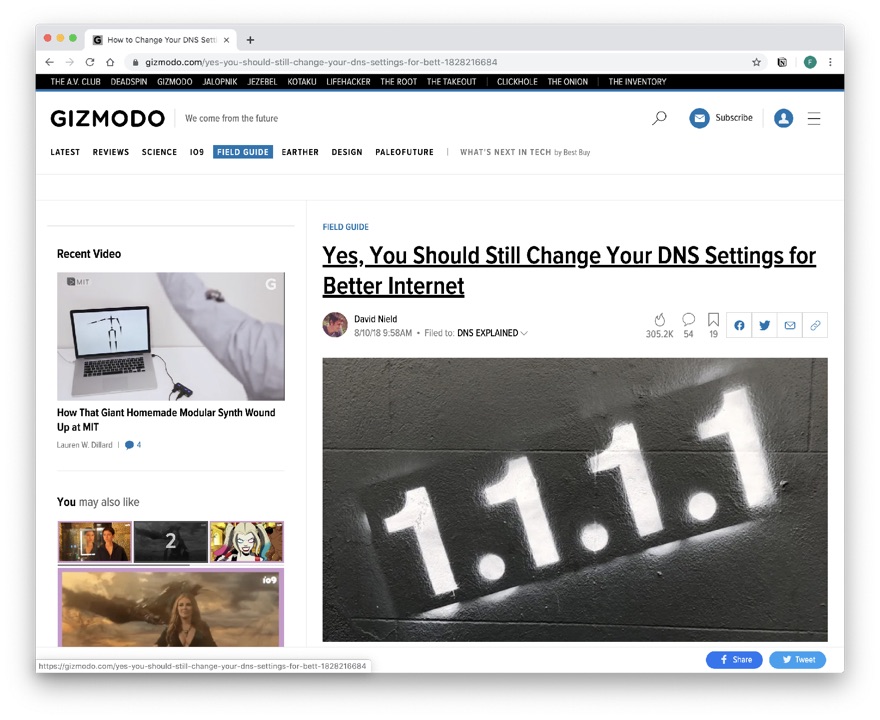 How to Change Your DNS Setti
gizmodo.com/yes-you-should-still-change-your-dns-settings-for-bett-1828216684
F
THE A.V. CLUB DEADSPIN GIZMODO JALOPNIK JEZEBEL KOTAKU LIFEHACKER THE ROOT THE TAKEOUT | CLICKHOLE THE ONION | THE INVENTORY
GIZMODO We come from the future
Subscribe
LATEST REVIEWS SCIENCE IO9 FIELD GUIDE EARTHER DESIGN PALEOFUTURE | WHAT'S NEXT IN TECH by Best Buy
Recent Video
MIT G
How That Giant Homemade Modular Synth Wound
Up at MIT
Lauren W. Dillard | 4
You may also like
2
io9
FIELD GUIDE
Yes, You Should Still Change Your DNS Settings for
Better Internet
David Nield
8/10/18 9:58AM • Filed to: DNS EXPLAINED
305.2K 54 19
1.1.1.1
https://gizmodo.com/yes-you-should-still-change-your-dns-settings-for-bett-1828216684
Share Tweet